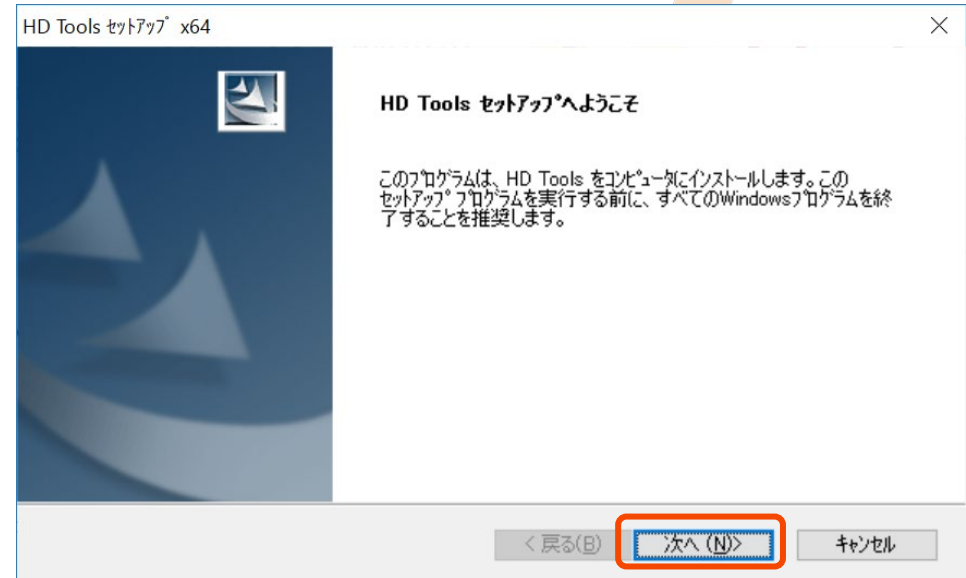 HD Tools ｾｯﾄｱｯﾌﾟ x64
HD Tools ｾｯﾄｱｯﾌﾟへようこそ
このﾌﾟﾛｸﾞﾗﾑは、HD Tools をｺﾝﾋﾟｭｰﾀにｲﾝｽﾄｰﾙします。この
ｾｯﾄｱｯﾌﾟ ﾌﾟﾛｸﾞﾗﾑを実行する前に、すべてのWindowsﾌﾟﾛｸﾞﾗﾑを終
了することを推奨します。
< 戻る(B) 次へ (N)> ｷｬﾝｾﾙ